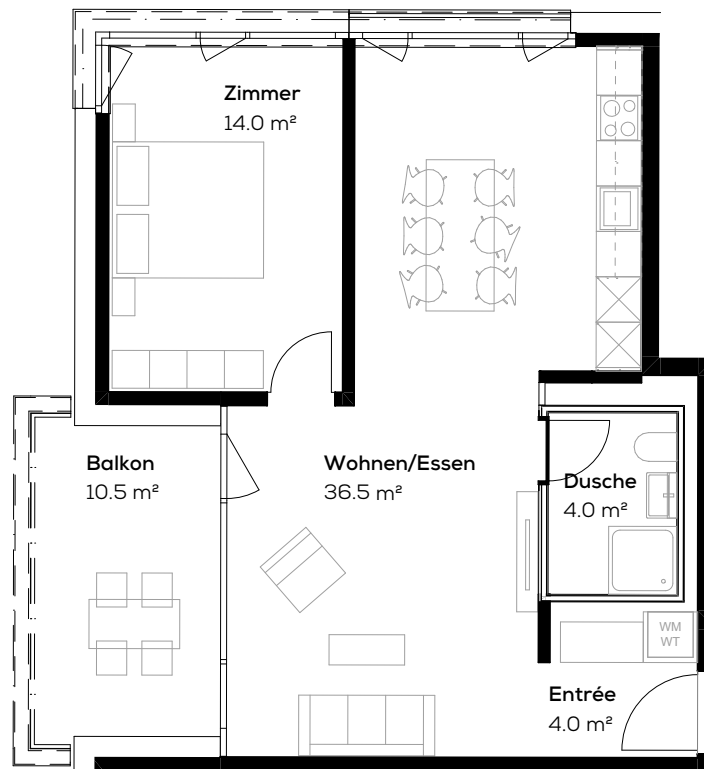 Zimmer
14.0 m²
Balkon
10.5 m²
Wohnen/Essen
36.5 m²
Dusche
4.0 m²
WM
WT
Entrée
4.0 m²